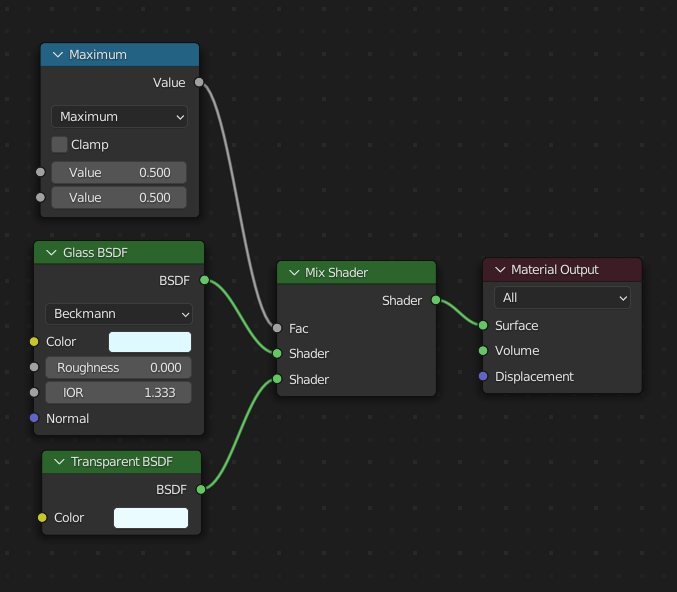 Maximum
Value
Maximum
Clamp
Value 0.500
Value 0.500
Glass BSDF
BSDF
Beckmann
Color
Roughness 0.000
IOR 1.333
Normal
Transparent BSDF
BSDF
Color
Mix Shader
Shader
Fac
Shader
Shader
Material Output
All
Surface
Volume
Displacement